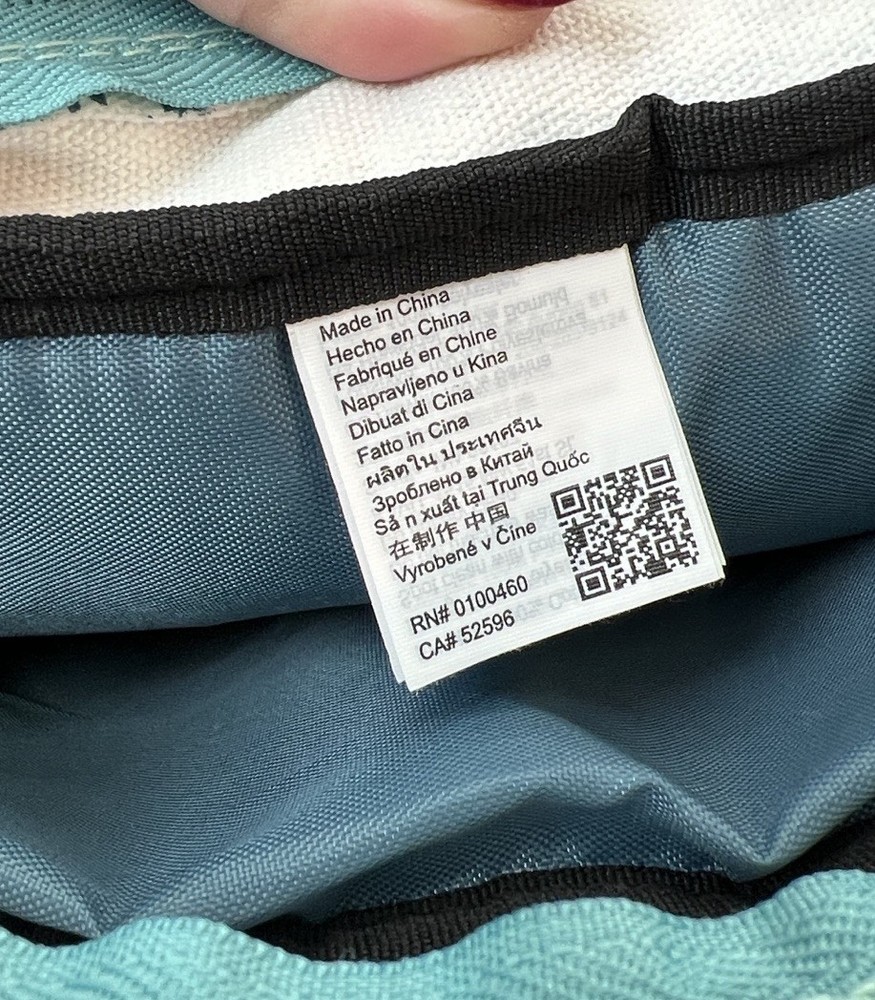 Made in China
Hecho en China
Fabriqué en Chine
Napravljeno u Kina
Dibuat di Cina
Fatto in Cina
ผลิตใน ประเทศจีน
Зроблено в Китай
Sả n xuất tại Trung Quốc
在制作 中国
Vyrobené v Číne
RN# 0100460
CA# 52596